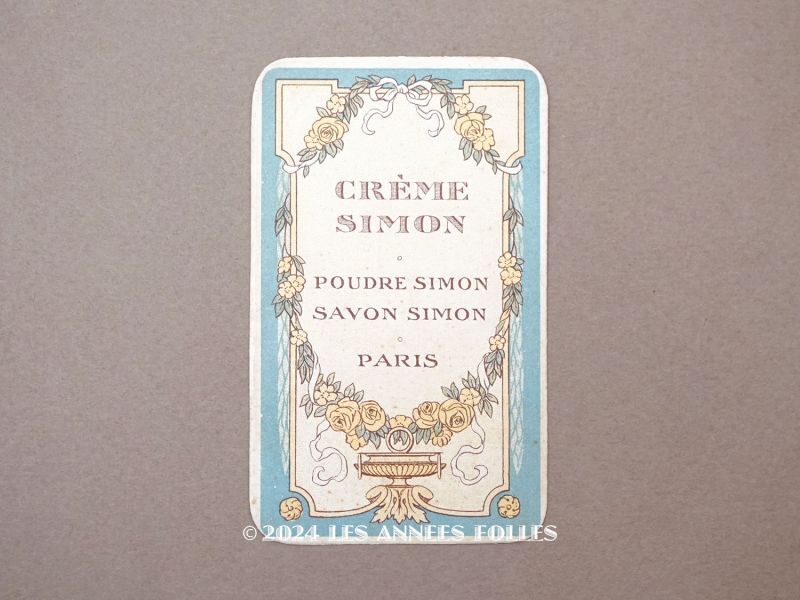 CRÈME
SIMON
POUDRE SIMON
SAVON SIMON
PARIS
©2024 LES ANNEES FOLLES